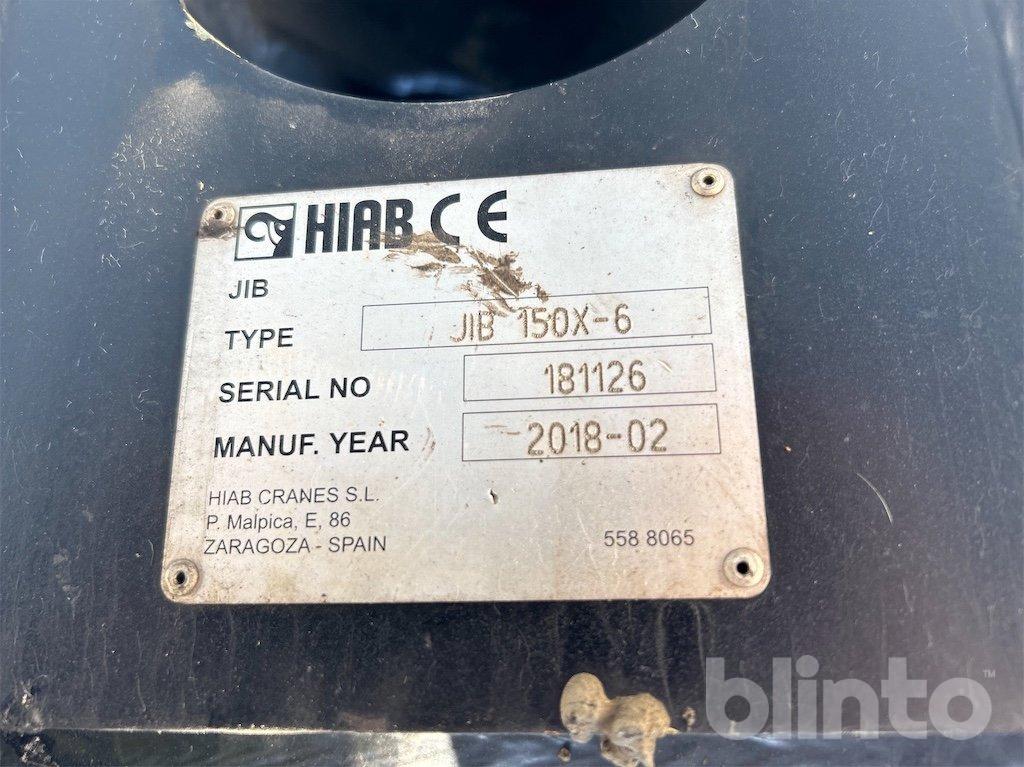 HIAB CE
JIB
TYPE JIB 150X-6
SERIAL NO 181126
MANUF. YEAR 2018-02
HIAB CRANES S.L.
P. Malpica, E, 86
ZARAGOZA - SPAIN 558 8065
blinto™